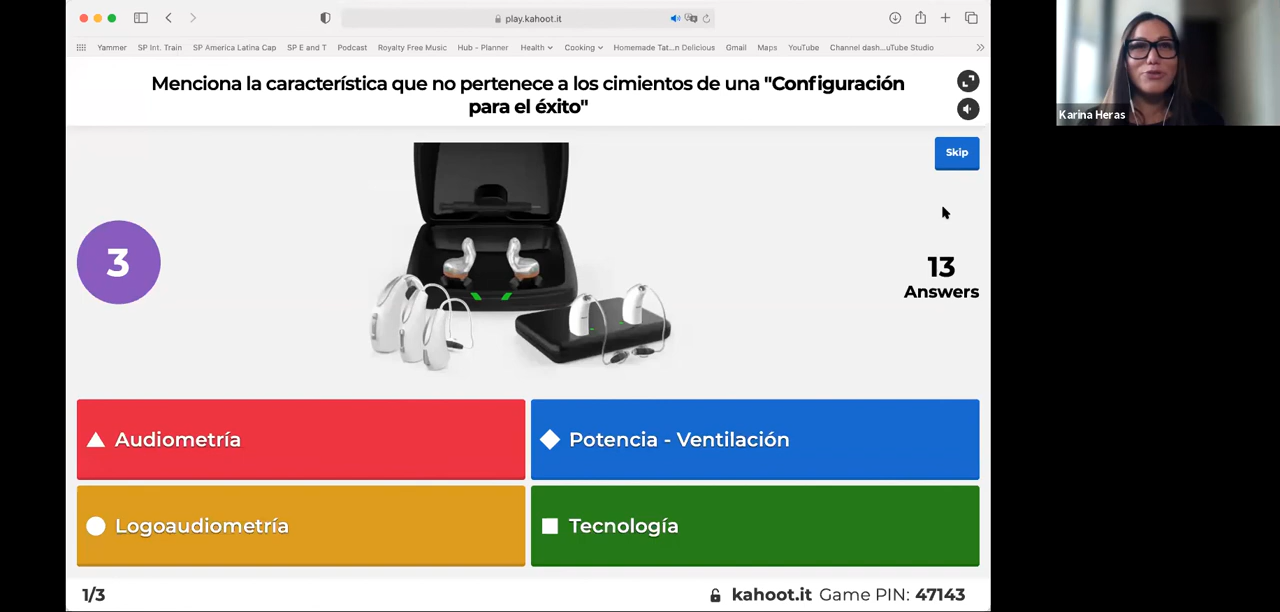 play.kahoot.it
Yammer SP Int. Train SP America Latina Cap SP E and T Podcast Royalty Free Music Hub - Planner Health Cooking Homemade Tat...n Delicious Gmail Maps YouTube Channel dash...uTube Studio
Menciona la característica que no pertenece a los cimientos de una "Configuración
para el éxito"
Karina Heras
Skip
3
13
Answers
Audiometría
Potencia - Ventilación
Logoaudiometría
Tecnología
1/3
kahoot.it Game PIN: 47143